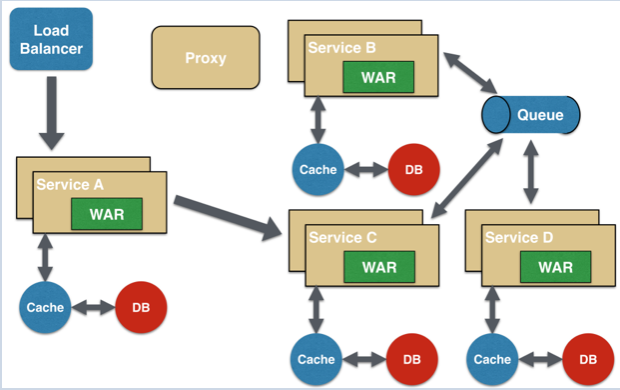 Load
Balancer
Proxy
Service B
WAR
Queue
Cache
DB
Service A
WAR
Cache
DB
Service C
WAR
Cache
DB
Service D
WAR
Cache
DB